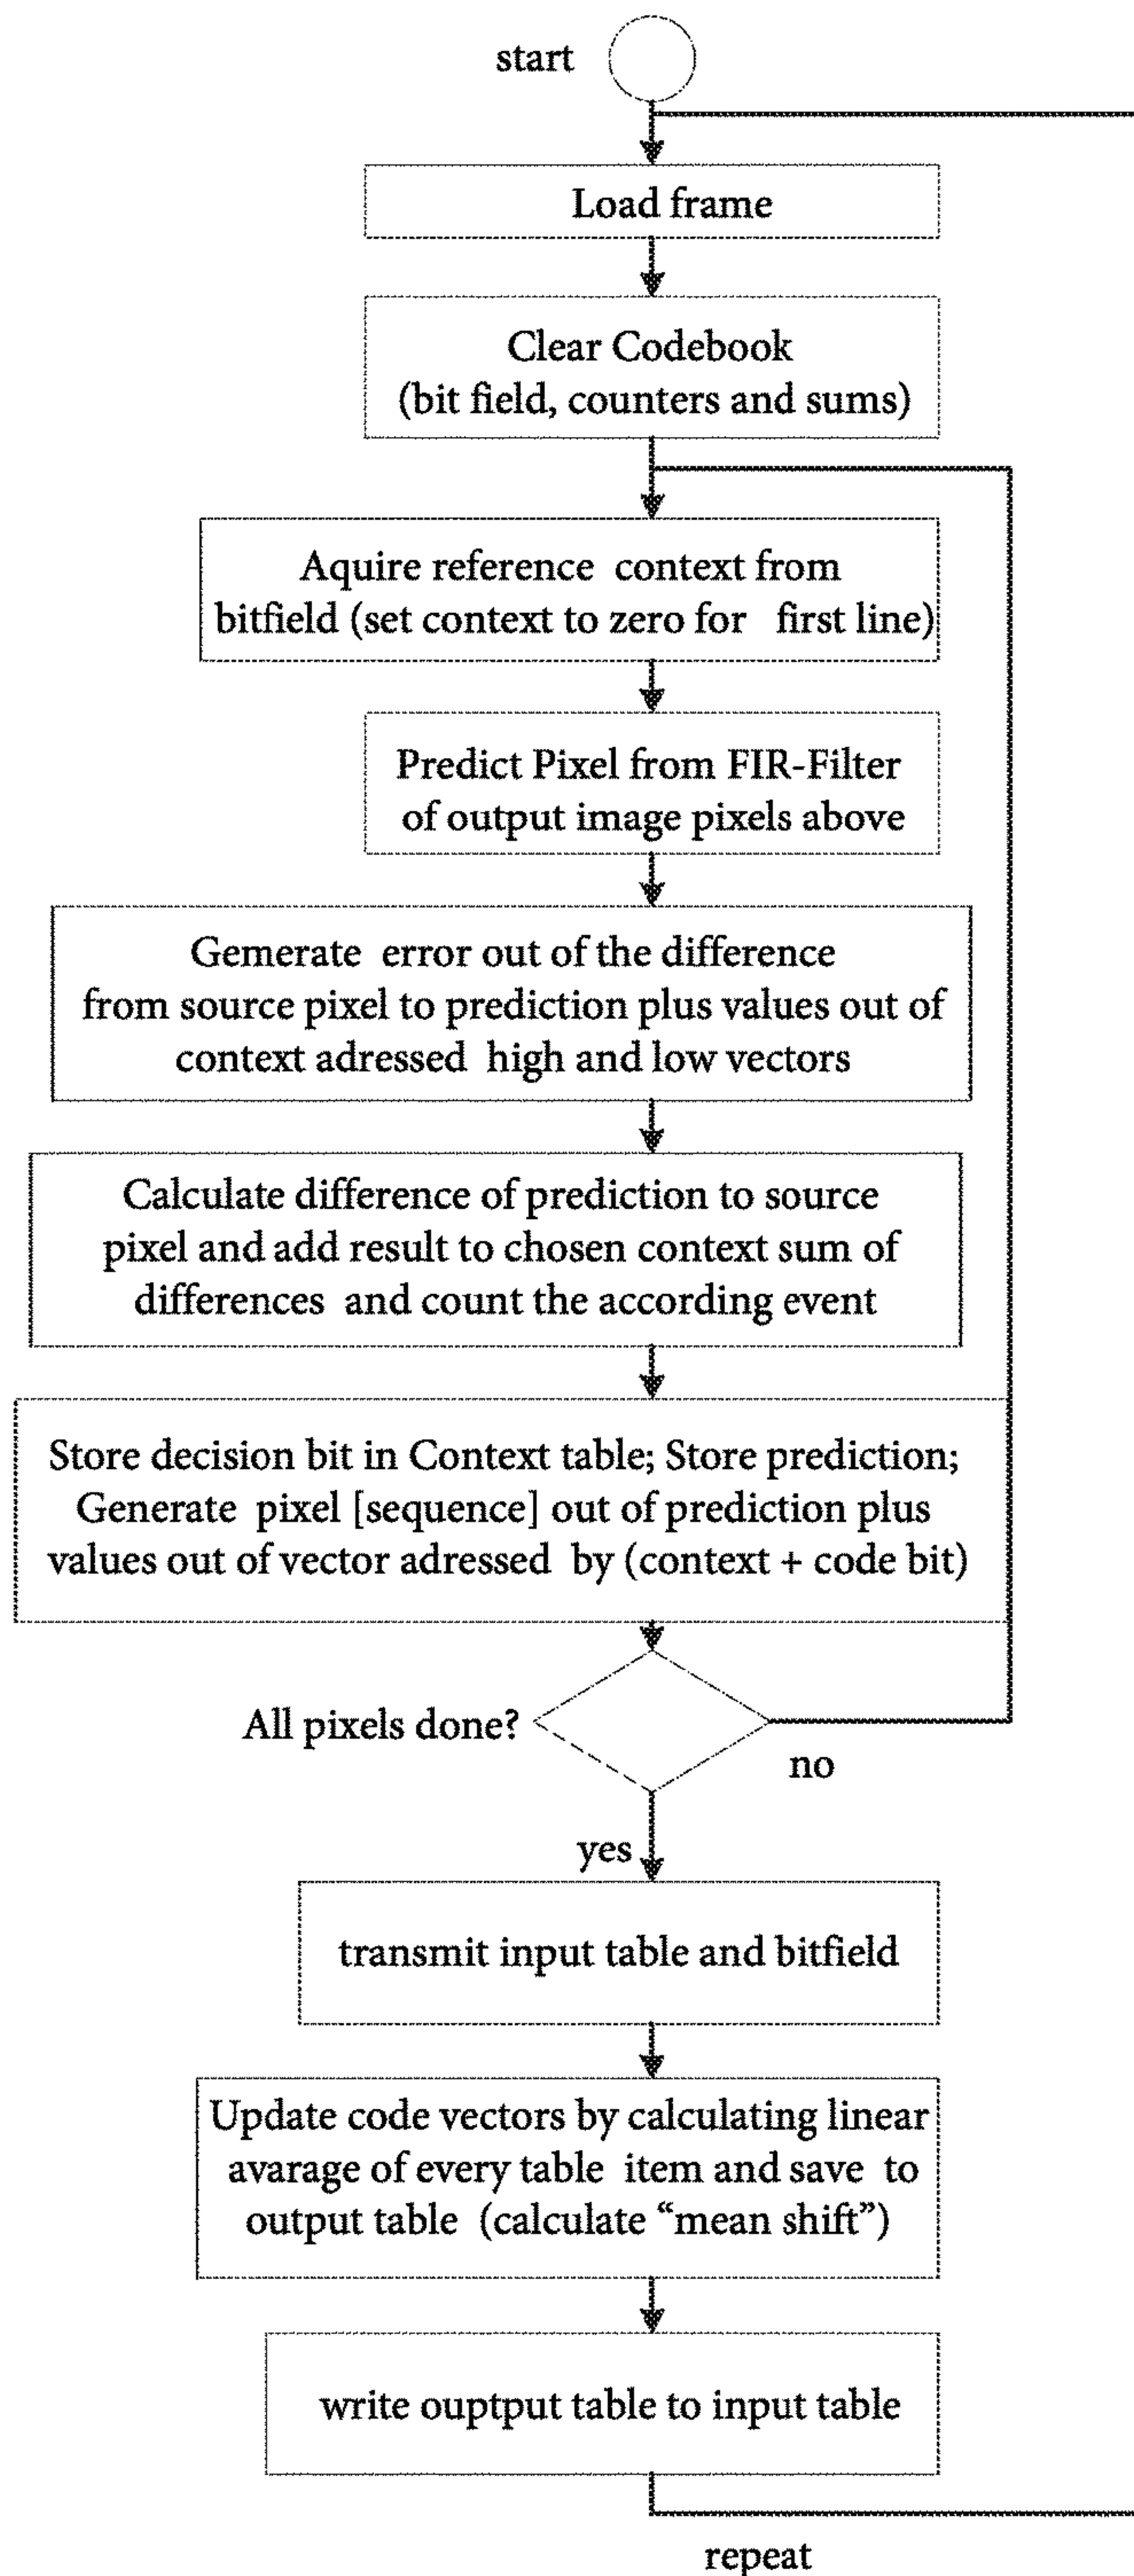 start
Load frame
Clear Codebook
(bit field, counters and sums)
Aquire reference context from
bitfield (set context to zero for first line)
Predict Pixel from FIR-Filter
of output image pixels above
Gemerate error out of the difference
from source pixel to prediction plus values out of
context adressed high and low vectors
Calculate difference of prediction to source
pixel and add result to chosen context sum of
differences and count the according event
Store decision bit in Context table; Store prediction;
Generate pixel [sequence] out of prediction plus
values out of vector adressed by (context + code bit)
All pixels done?
no
yes
transmit input table and bitfield
Update code vectors by calculating linear
avarage of every table item and save to
output table (calculate “mean shift”)
write ouptput table to input table
repeat